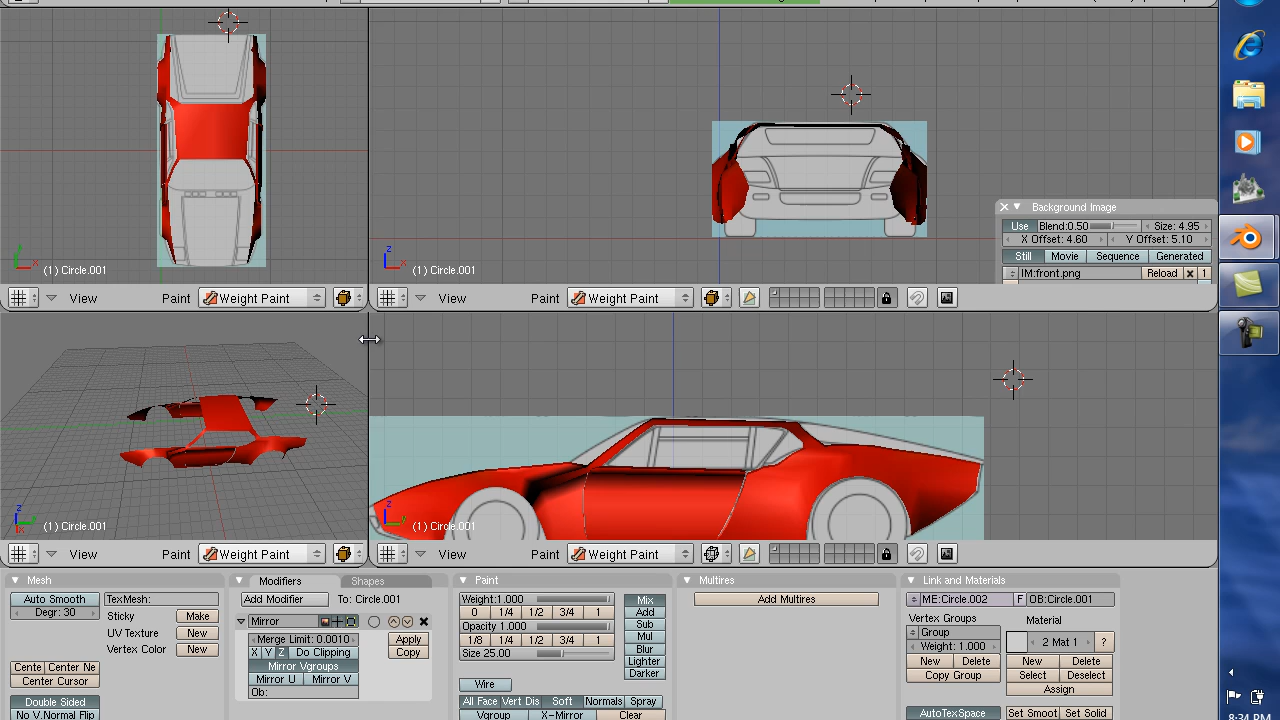 x
(1) Circle.001
View
Paint
Weight Paint
z
x
(1) Circle.001
Background Image
Use
Blend:0.50
Size: 4.95
X Offset: 4.60
Y Offset: 5.10
Still
Movie
Sequence
Generated
IM:front.png
Reload
1
View
Paint
Weight Paint
z
(1) Circle.001
View
Paint
Weight Paint
z
y
(1) Circle.001
View
Paint
Weight Paint
Mesh
Auto Smooth
Degr: 30
TexMesh:
Sticky
Make
UV Texture
New
Vertex Color
New
Cente
Center Ne
Center Cursor
Double Sided
No V.Normal Flip
Modifiers
Shapes
Add Modifier
To: Circle.001
Mirror
Merge Limit: 0.0010
X Y Z Do Clipping
Mirror Vgroups
Mirror U
Mirror V
Ob:
Apply
Copy
Paint
Weight:1.000
0 1/4 1/2 3/4 1
Opacity 1.000
1/8 1/4 1/2 3/4 1
Size 25.00
Mix
Add
Sub
Mul
Blur
Lighter
Darker
Wire
All Face Vert Dis Soft Normals Spray
Vgroup X-Mirror Clear
Multires
Add Multires
Link and Materials
ME:Circle.002
F
OB:Circle.001
Vertex Groups
Group
Weight: 1.000
New
Delete
Copy Group
AutoTexSpace
Material
2 Mat 1
?
New
Delete
Select
Deselect
Assign
Set Smoot
Set Solid
8:34 PM